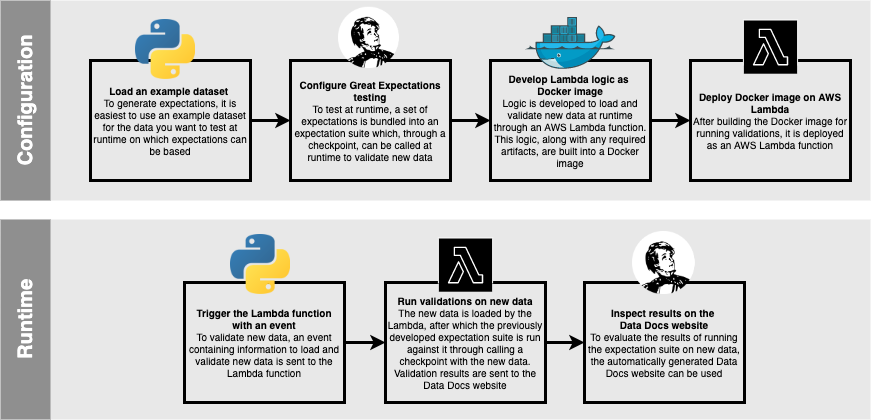 Configuration
Load an example dataset
To generate expectations, it is
easiest to use an example dataset
for the data you want to test at
runtime on which expectations can
be based
Configure Great Expectations
testing
To test at runtime, a set of
expectations is bundled into an
expectation suite which, through a
checkpoint, can be called at
runtime to validate new data
Develop Lambda logic as
Docker image
Logic is developed to load and
validate new data at runtime
through an AWS Lambda function.
This logic, along with any required
artifacts, are built into a Docker
image
Deploy Docker image on AWS
Lambda
After building the Docker image for
running validations, it is deployed
as an AWS Lambda function
Runtime
Trigger the Lambda function
with an event
To validate new data, an event
containing information to load and
validate new data is sent to the
Lambda function
Run validations on new data
The new data is loaded by the
Lambda, after which the previously
developed expectation suite is run
against it through calling a
checkpoint with the new data.
Validation results are sent to the
Data Docs website
Inspect results on the
Data Docs website
To evaluate the results of running
the expectation suite on new data,
the automatically generated Data
Docs website can be used